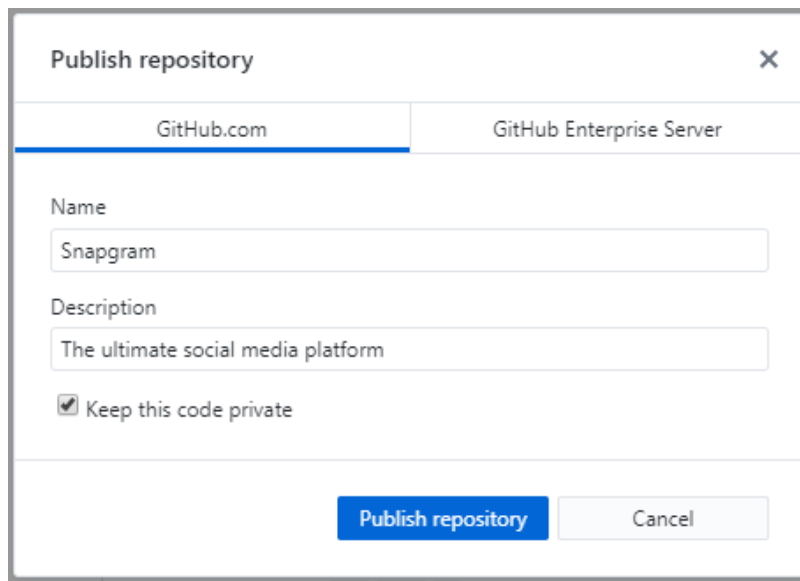 Publish repository
GitHub.com
GitHub Enterprise Server
Name
Snapgram
Description
The ultimate social media platform
Keep this code private
Publish repository
Cancel